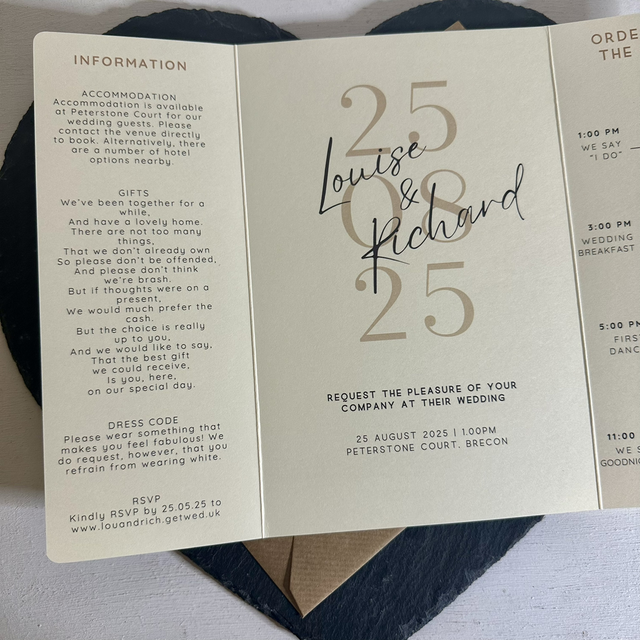 INFORMATION
ACCOMMODATION
Accommodation is available
at Peterstone Court for our
wedding guests. Please
contact the venue directly
to book. Alternatively, there
are a number of hotel
options nearby.
GIFTS
We've been together for a
while,
And have a lovely home.
There are not too many
things,
That we don't already own
So please don't be offended,
And please don't think
we're brash.
But if thoughts were on a
present,
We would much prefer the
cash.
But the choice is really
up to you,
And we would like to say,
That the best gift
we could receive,
Is you, here,
on our special day.
DRESS CODE
Please wear something that
makes you feel fabulous! We
do request, however, that you
refrain from wearing white.
RSVP
Kindly RSVP by 25.05.25 to
www.louandrich.getwed.uk
25
08
25
Louise
&
Richard
REQUEST THE PLEASURE OF YOUR
COMPANY AT THEIR WEDDING
25 AUGUST 2025 | 1.00PM
PETERSTONE COURT, BRECON
ORDE
THE
1:00 PM
WE SAY
"I DO"
3:00 PM
WEDDING
BREAKFAST
5:00 PM
FIRST
DANC
11:00
WE S
GOODNIG